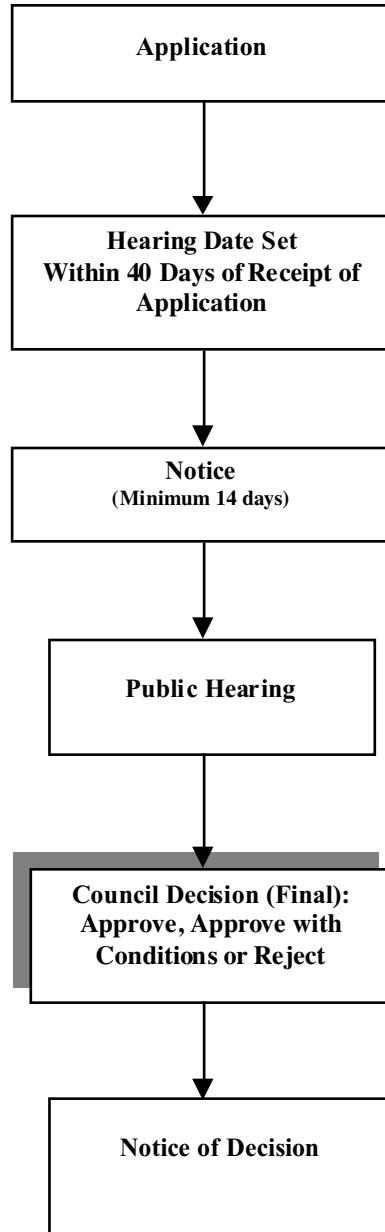 Application
Hearing Date Set
Within 40 Days of Receipt of
Application
Notice
(Minimum 14 days)
Public Hearing
Council Decision (Final):
Approve, Approve with
Conditions or Reject
Notice of Decision